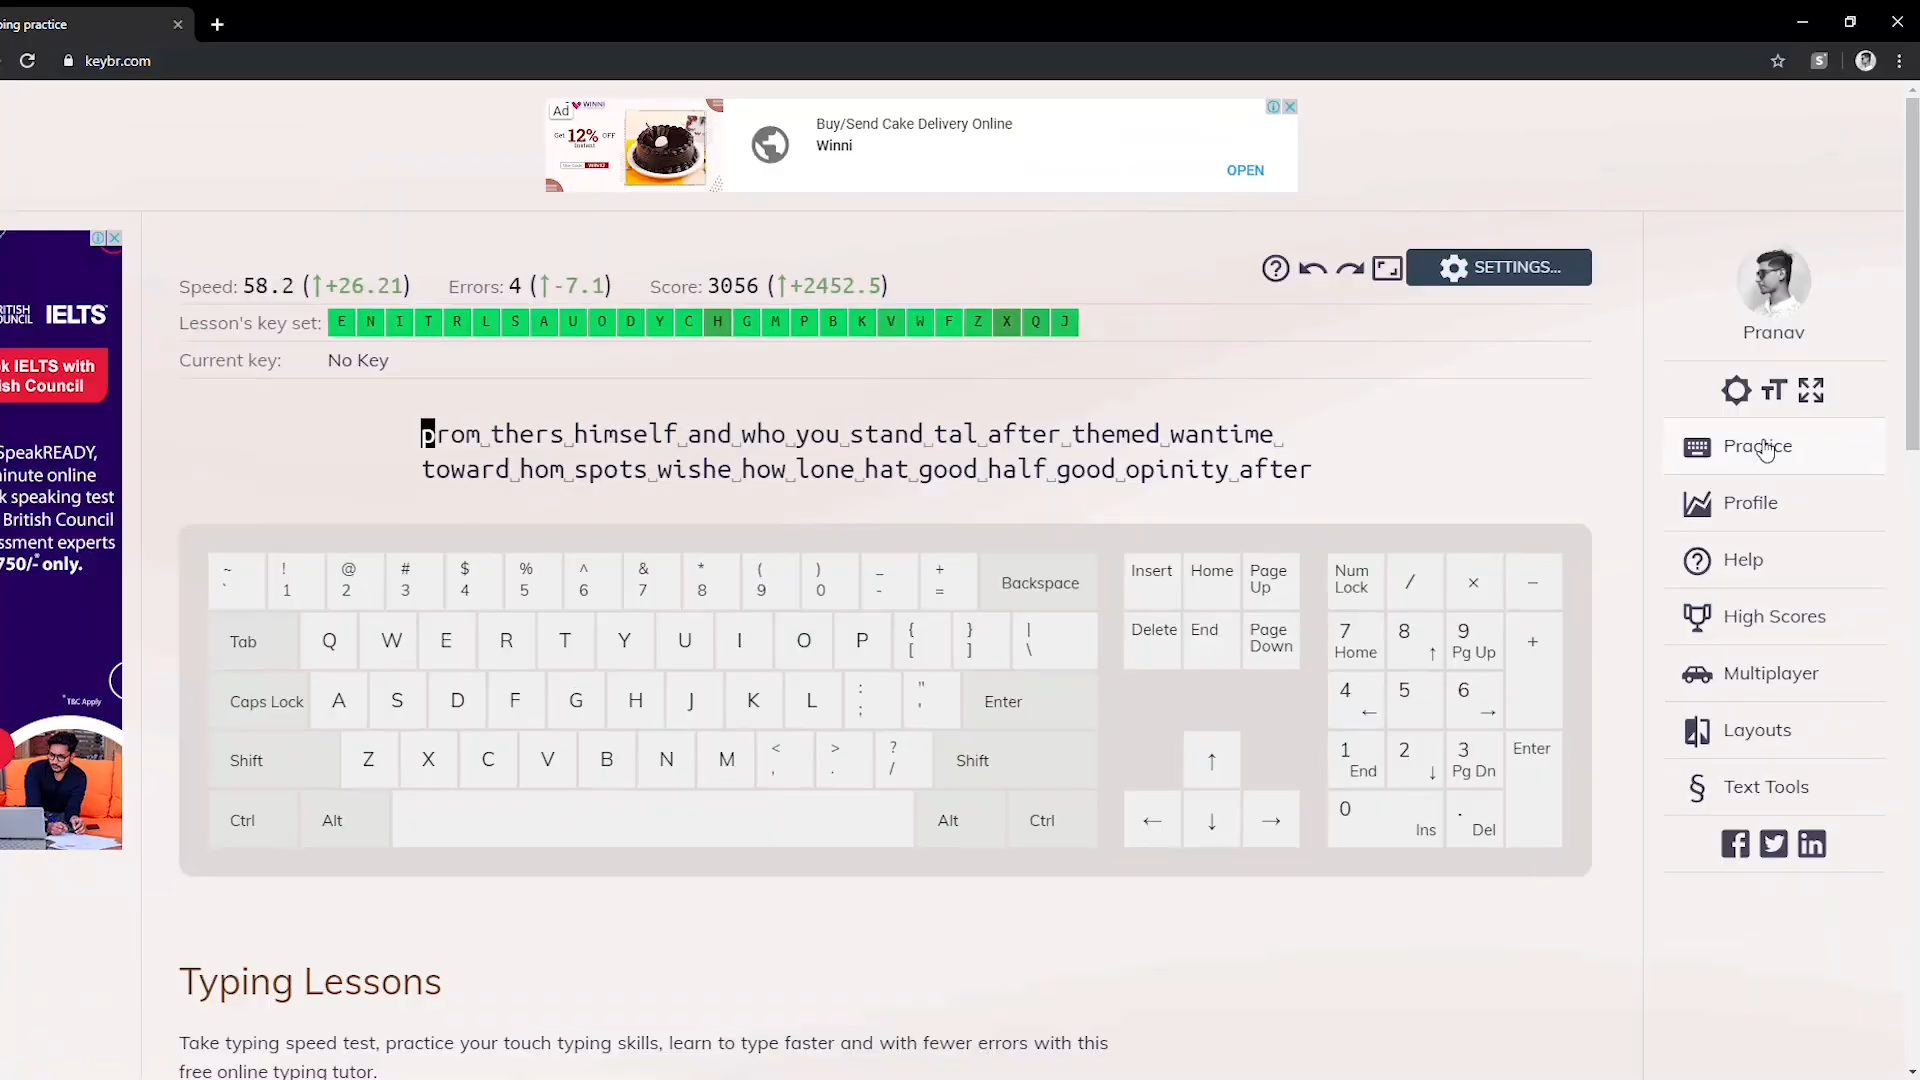 ping practice
keybr.com
Ad WINNI
Get 12% OFF
Instant
Buy/Send Cake Delivery Online
Winni
OPEN
Speed: 58.2 (↑+26.21) Errors: 4 (↑-7.1) Score: 3056 (↑+2452.5)
SETTINGS...
Lesson's key set: E N I T R L S A U O D Y C H G M P B K V W F Z X Q J
Current key: No Key
prom␣thers␣himself␣and␣who␣you␣stand␣tal␣after␣themed␣wantime␣
toward␣hom␣spots␣wishe␣how␣lone␣hat␣good␣half␣good␣opinity␣after
~ ! @ # $ % ^ & * ( ) _ +
` 1 2 3 4 5 6 7 8 9 0 - = Backspace
Tab Q W E R T Y U I O P { [ } ] | \
Caps Lock A S D F G H J K L : ; " ' Enter
Shift Z X C V B N M < , > . ? / Shift
Ctrl Alt Alt Ctrl
Insert Home Page Up
Delete End Page Down
↑
← ↓ →
Num Lock / × −
7 Home 8 ↑ 9 Pg Up +
4 ← 5 6 →
1 End 2 ↓ 3 Pg Dn Enter
0 Ins . Del
Typing Lessons
Take typing speed test, practice your touch typing skills, learn to type faster and with fewer errors with this
free online typing tutor.
RITISH
OUNCIL IELTS
k IELTS with
ish Council
SpeakREADY,
inute online
k speaking test
British Council
ssment experts
750/-* only.
*T&C Apply
Pranav
Practice
Profile
Help
High Scores
Multiplayer
Layouts
Text Tools